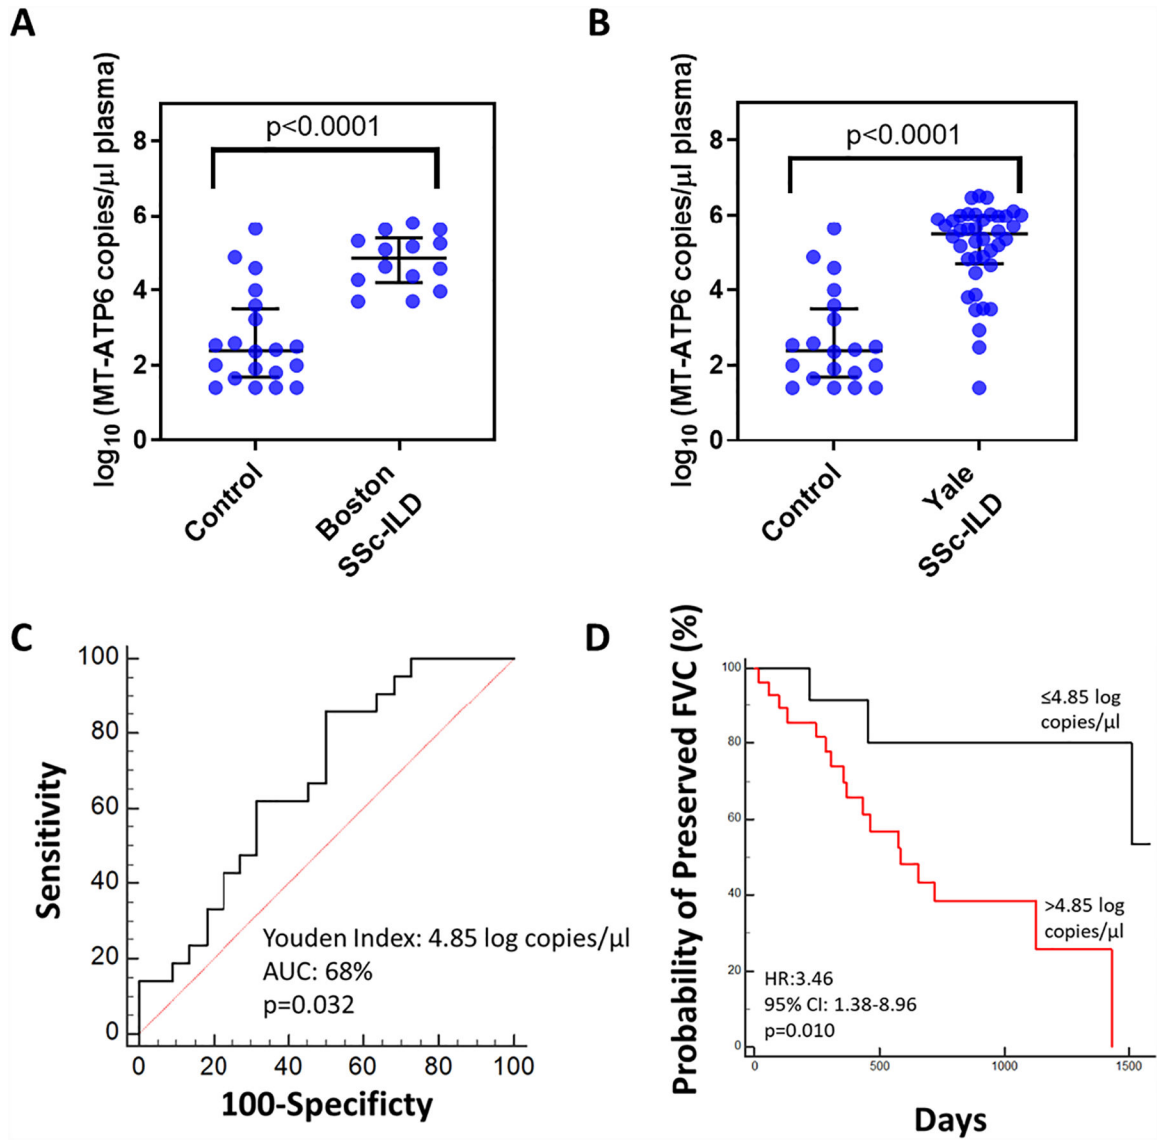 A
log10 (MT-ATP6 copies/μl plasma)
8
6
4
2
0
p<0.0001
Control
Boston
SSc-ILD
B
log10 (MT-ATP6 copies/μl plasma)
8
6
4
2
0
p<0.0001
Control
Yale
SSc-ILD
C
Sensitivity
100
80
60
40
20
0
Youden Index: 4.85 log copies/μl
AUC: 68%
p=0.032
0 20 40 60 80 100
100-Specificty
D
Probability of Preserved FVC (%)
100
80
60
40
20
0
≤4.85 log
copies/μl
>4.85 log
copies/μl
HR:3.46
95% CI: 1.38-8.96
p=0.010
0 500 1000 1500
Days